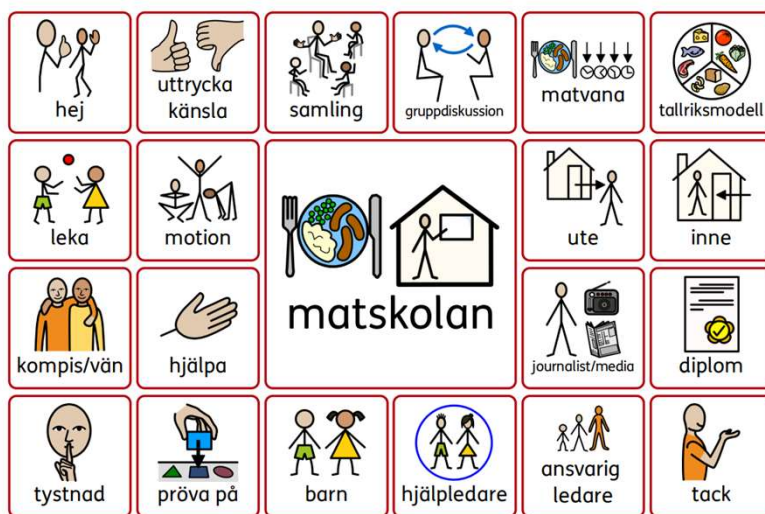 hej
uttrycka
känsla
samling
gruppdiskussion
matvana
tallriksmodell
leka
motion
matskolan
ute
inne
kompis/vän
hjälpa
journalist/media
diplom
tystnad
pröva på
barn
hjälpledare
ansvarig
ledare
tack